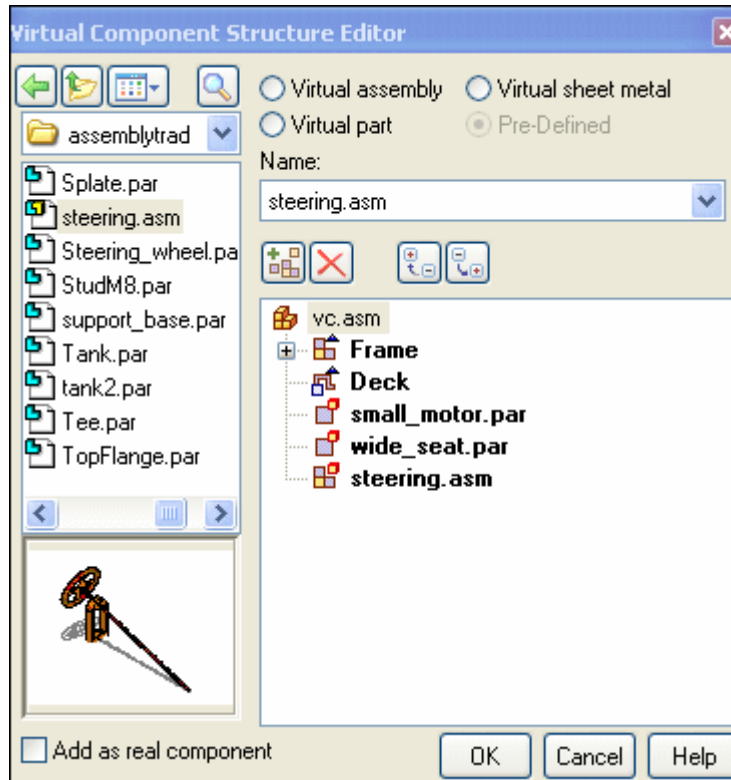 Virtual Component Structure Editor
Virtual assembly
Virtual sheet metal
Virtual part
Pre-Defined
assemblytrad
Name:
steering.asm
Splate.par
steering.asm
Steering_wheel.pa
StudM8.par
support_base.par
Tank.par
tank2.par
Tee.par
TopFlange.par
vc.asm
Frame
Deck
small_motor.par
wide_seat.par
steering.asm
Add as real component
OK
Cancel
Help